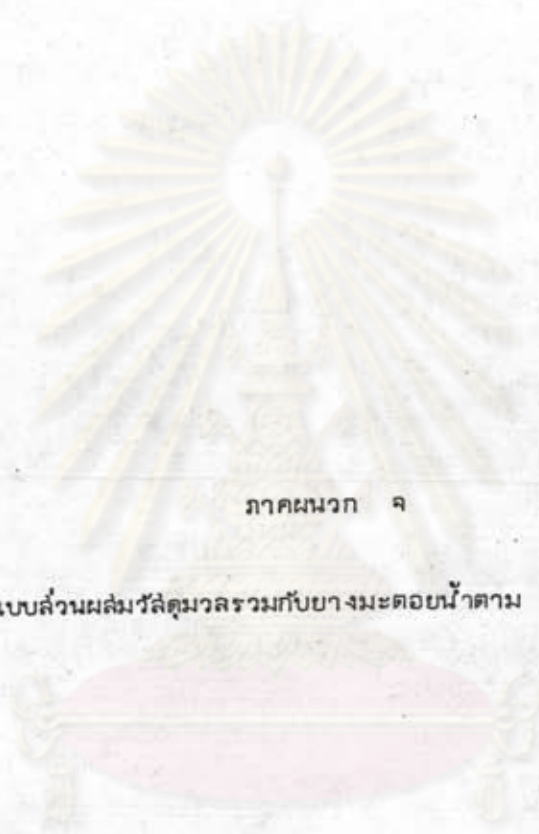 ภาคผนวก จ
แบบส่วนผสมวัสดุมวลรวมกับยางมะตอยน้ำตาม